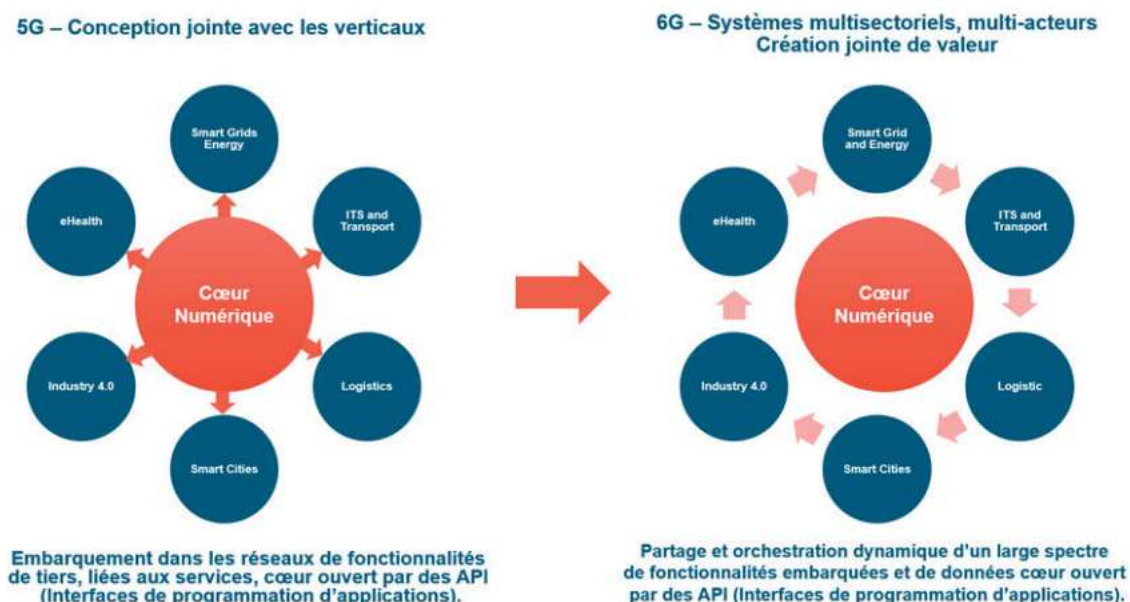 5G – Conception jointe avec les verticaux
Smart Grids
Energy
eHealth
ITS and
Transport
Cœur
Numérique
Industry 4.0
Logistics
Smart Cities
Embarquement dans les réseaux de fonctionnalités
de tiers, liées aux services, cœur ouvert par des API
(Interfaces de programmation d'applications).
6G – Systèmes multisectoriels, multi-acteurs
Création jointe de valeur
Smart Grid
and Energy
eHealth
ITS and
Transport
Cœur
Numérique
Industry 4.0
Logistic
Smart Cities
Partage et orchestration dynamique d'un large spectre
de fonctionnalités embarquées et de données cœur ouvert
par des API (Interfaces de programmation d'applications).